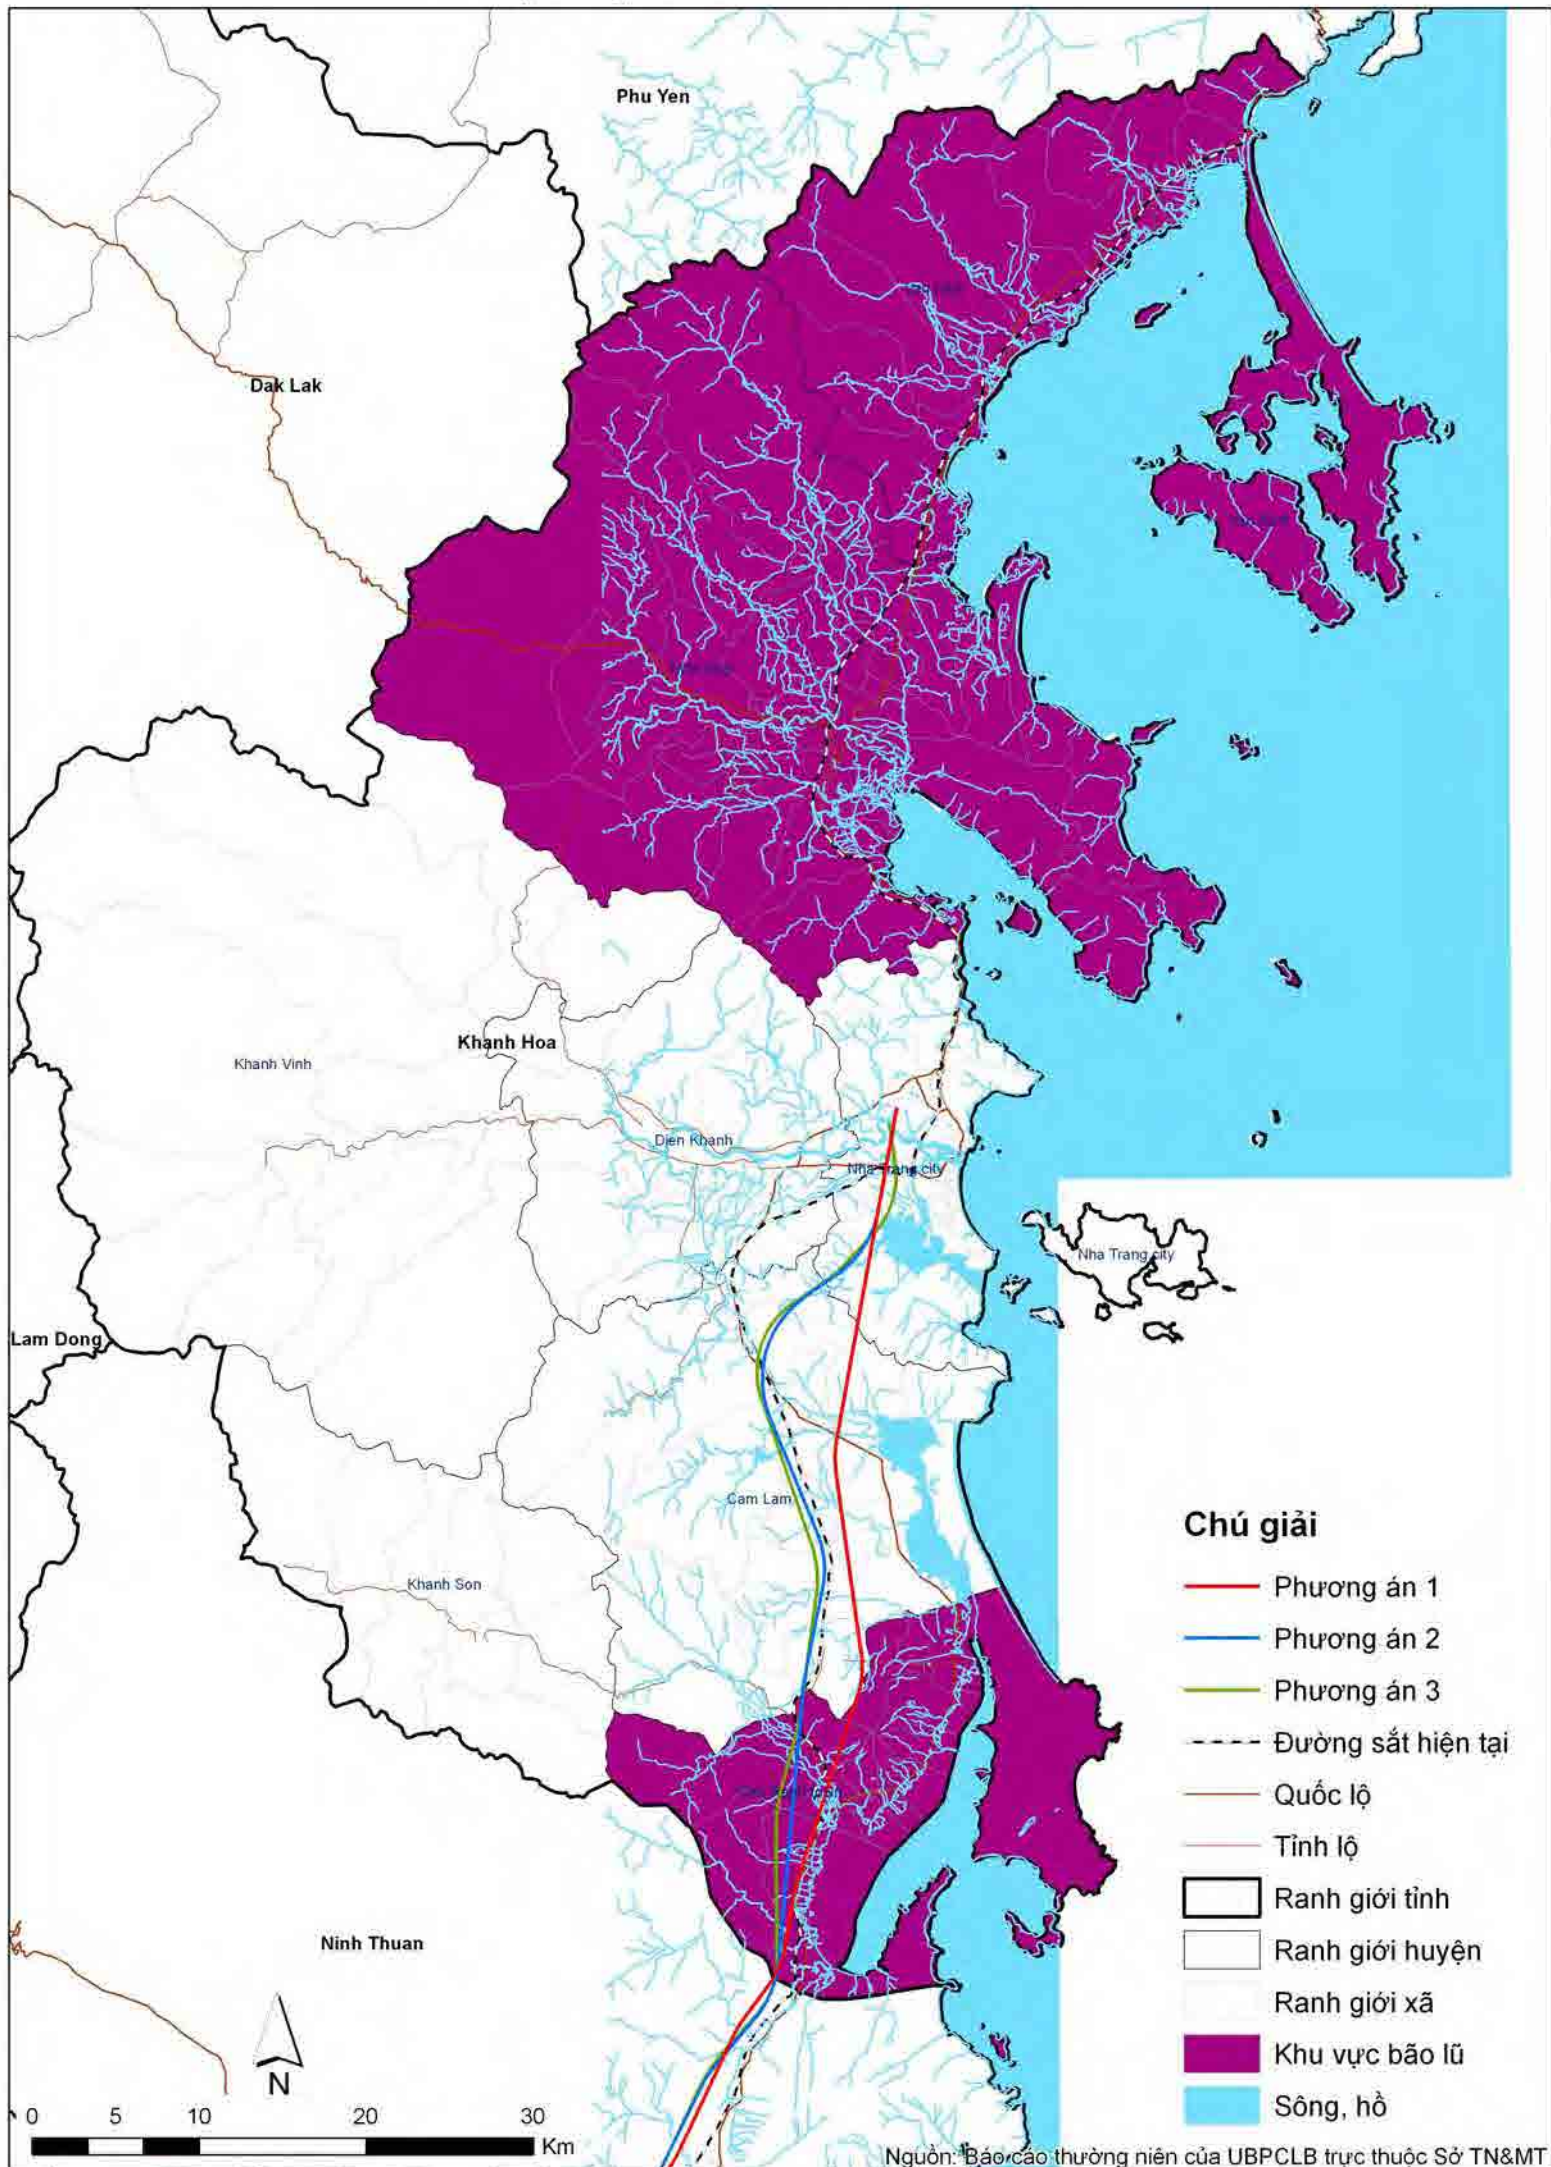 Phu Yen
Dak Lak
Khanh Hoa
Khanh Vinh
Dien Khanh
Nha Trang city
Nha Trang city
Lam Dong
Cam Lam
Khanh Son
Ninh Thuan
Chú giải
Phương án 1
Phương án 2
Phương án 3
Đường sắt hiện tại
Quốc lộ
Tỉnh lộ
Ranh giới tỉnh
Ranh giới huyện
Ranh giới xã
Khu vực bão lũ
Sông, hồ
N
0 5 10 20 30
Km
Nguồn: Báo cáo thường niên của UBPCLB trực thuộc Sở TN&MT